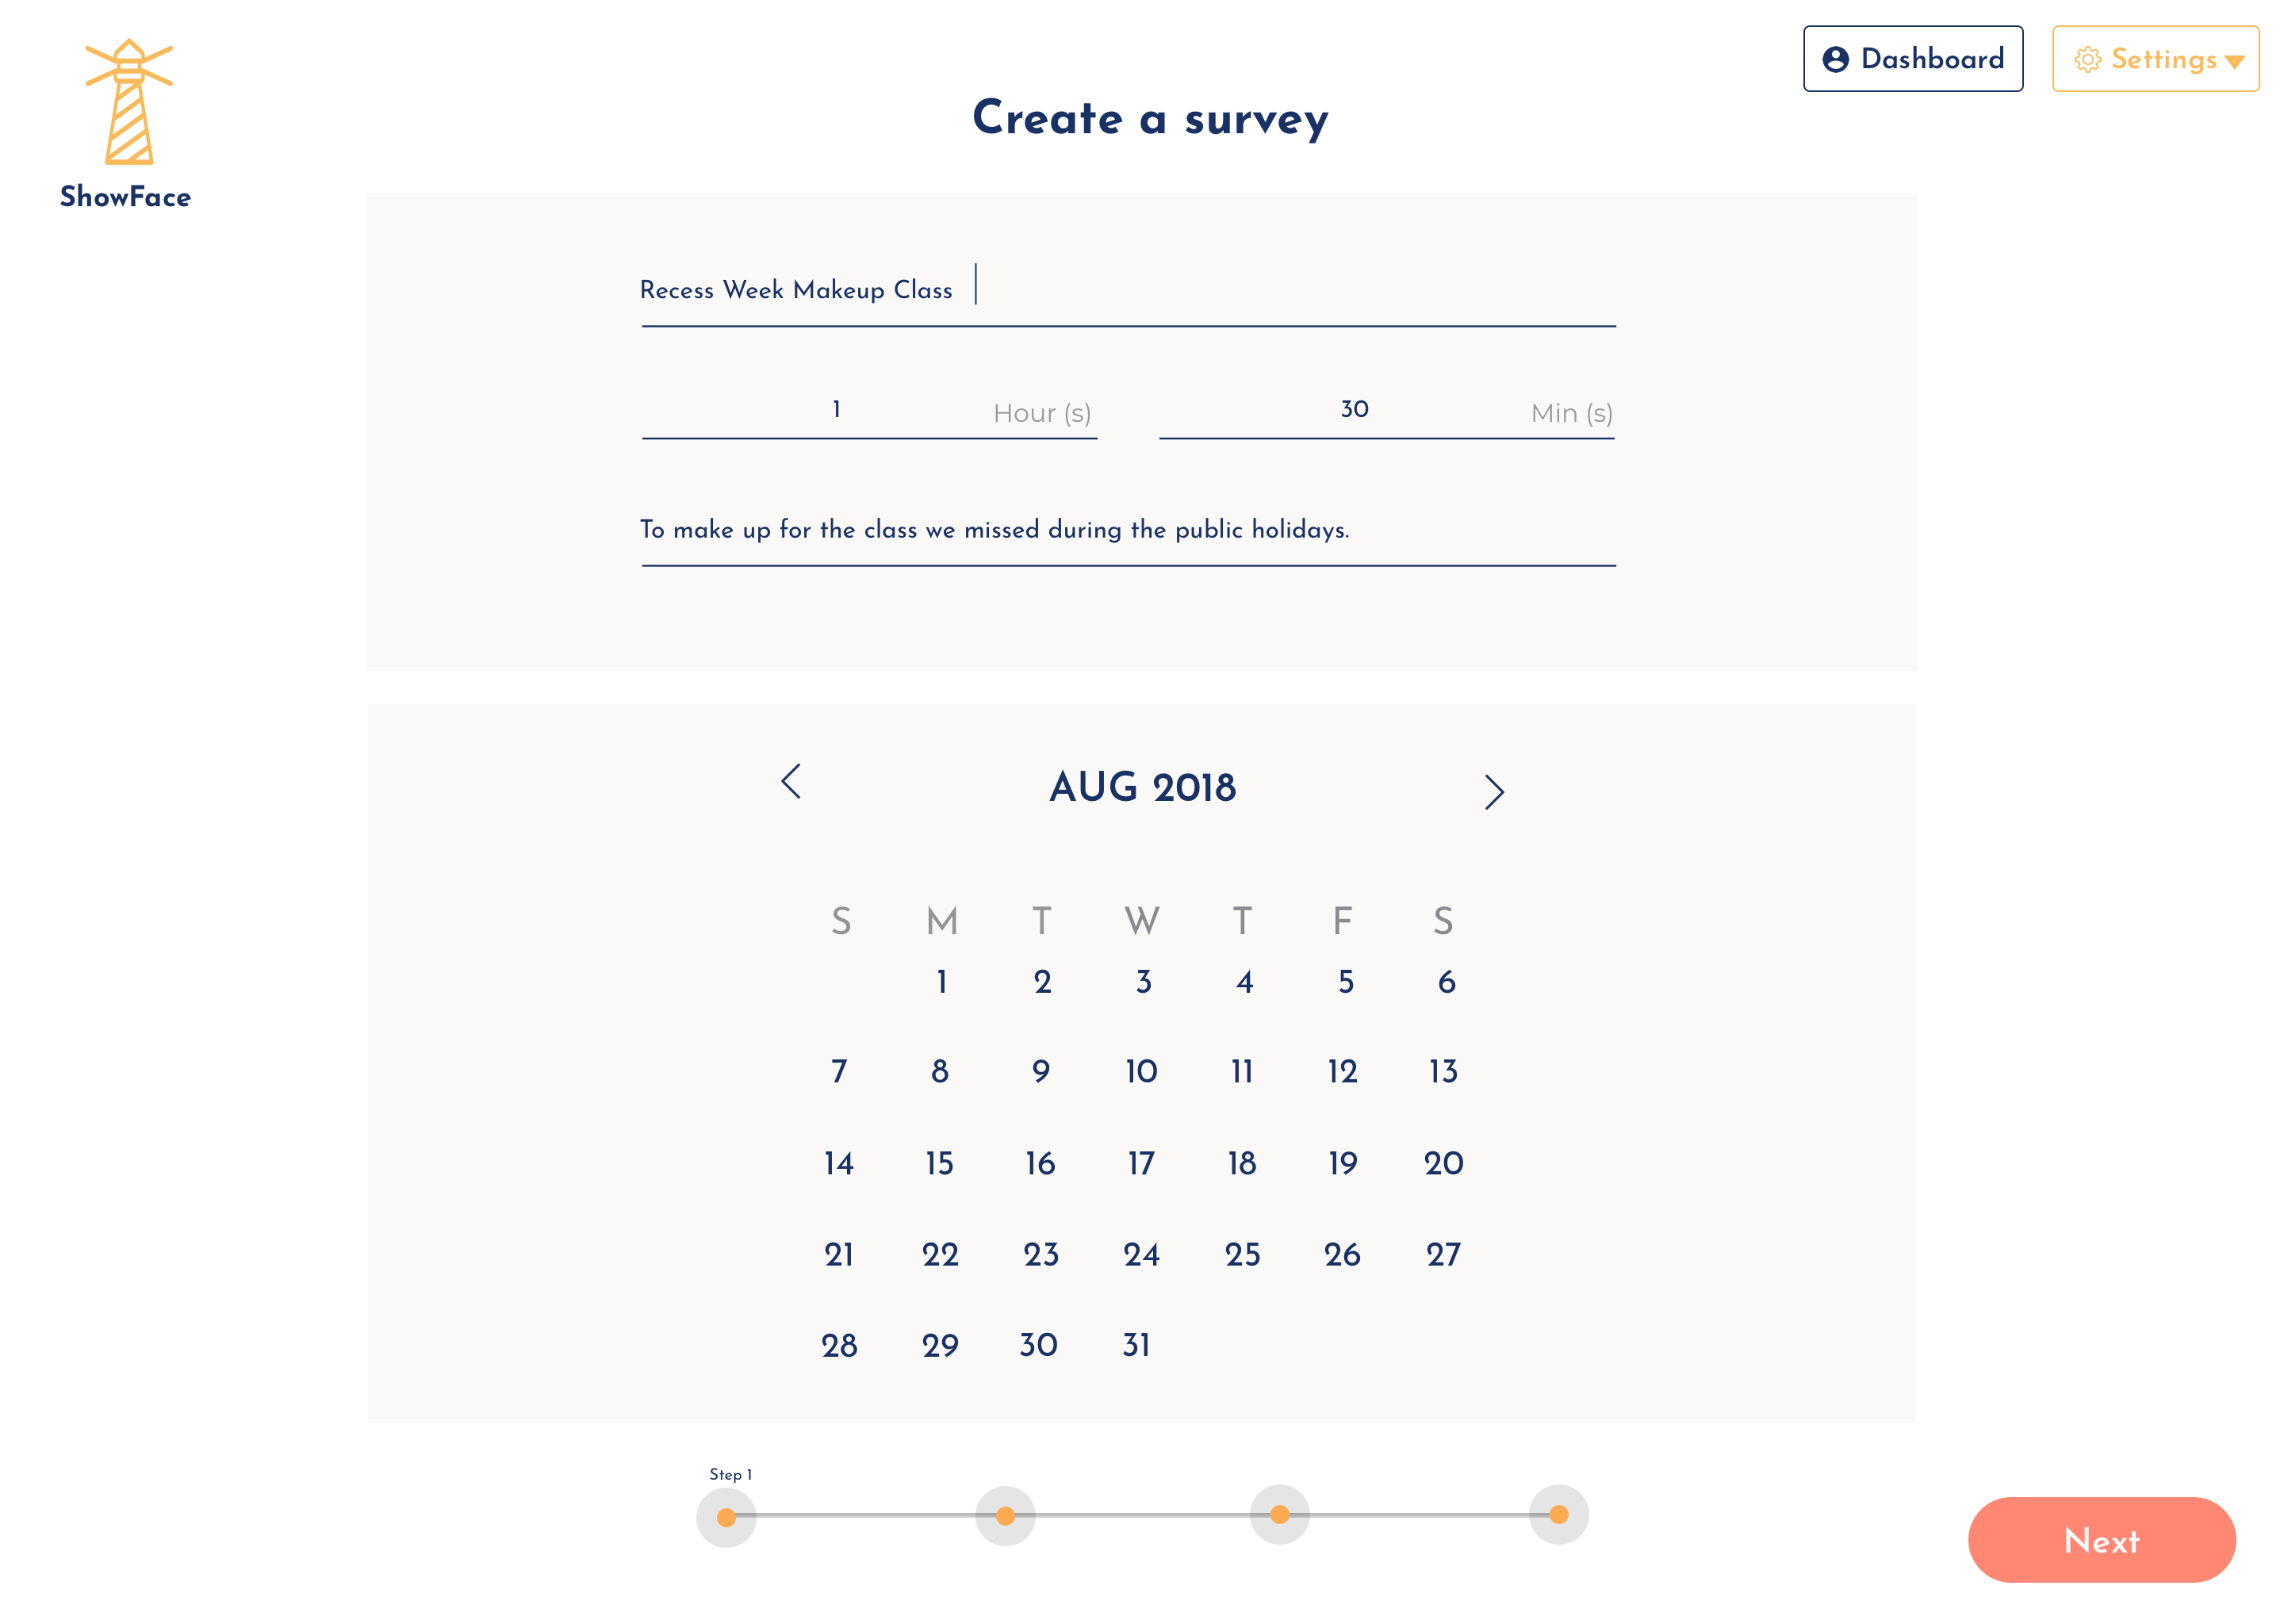 Dashboard
Settings
Create a survey
ShowFace
Recess Week Makeup Class
1 Hour (s) 30 Min (s)
To make up for the class we missed during the public holidays.
AUG 2018
S M T W T F S
1 2 3 4 5 6
7 8 9 10 11 12 13
14 15 16 17 18 19 20
21 22 23 24 25 26 27
28 29 30 31
Step 1
Next